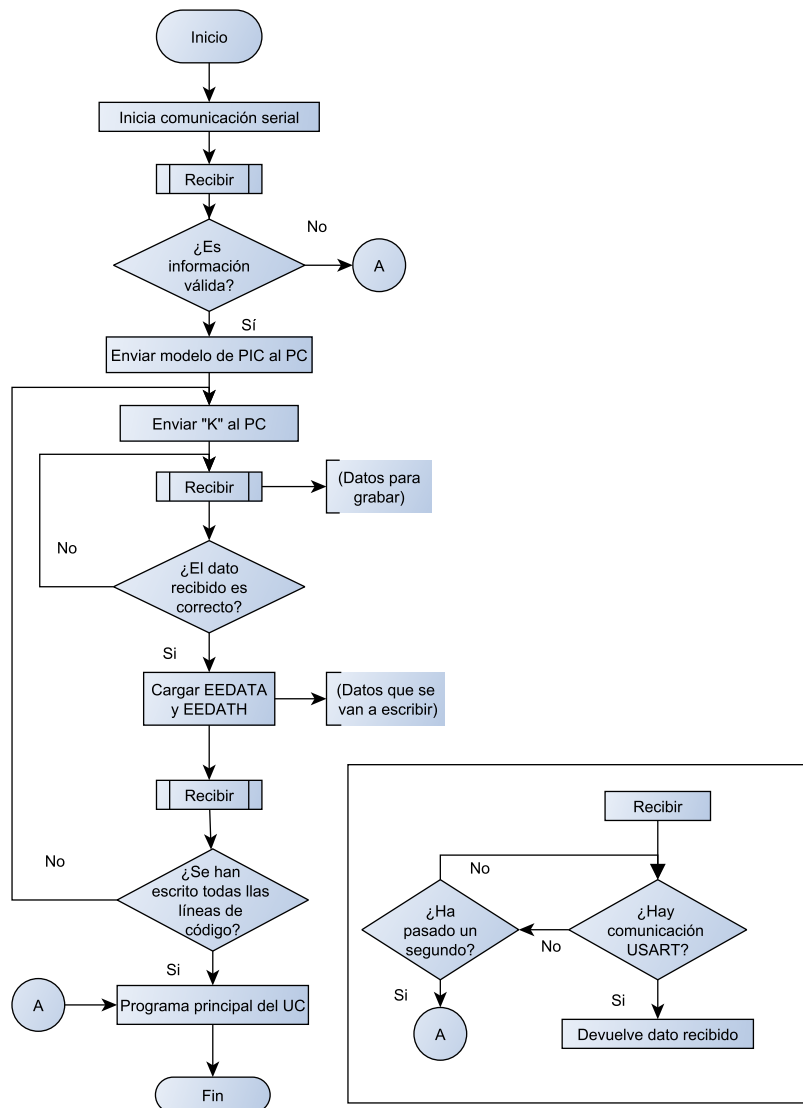 Inicio
Inicia comunicación serial
Recibir
¿Es
información
válida?
No
A
Sí
Enviar modelo de PIC al PC
Enviar "K" al PC
Recibir
(Datos para
grabar)
No
¿El dato
recibido es
correcto?
Si
Cargar EEDATA
y EEDATH
(Datos que se
van a escribir)
Recibir
No
¿Se han
escrito todas llas
líneas de
código?
Si
A
Programa principal del UC
Fin
Recibir
No
¿Ha
pasado un
segundo?
No
¿Hay
comunicación
USART?
Si
A
Si
Devuelve dato recibido